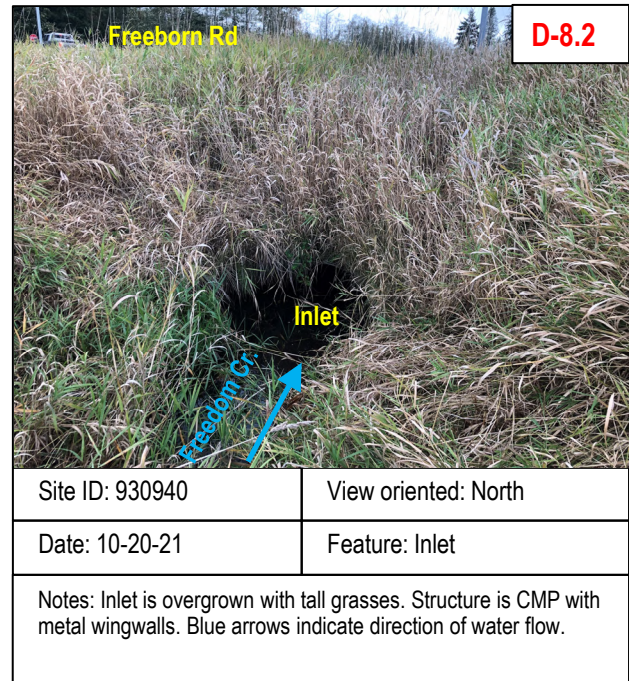 Freeborn Rd
D-8.2
Inlet
Freedom Cr.
Site ID: 930940
View oriented: North
Date: 10-20-21
Feature: Inlet
Notes: Inlet is overgrown with tall grasses. Structure is CMP with
metal wingwalls. Blue arrows indicate direction of water flow.